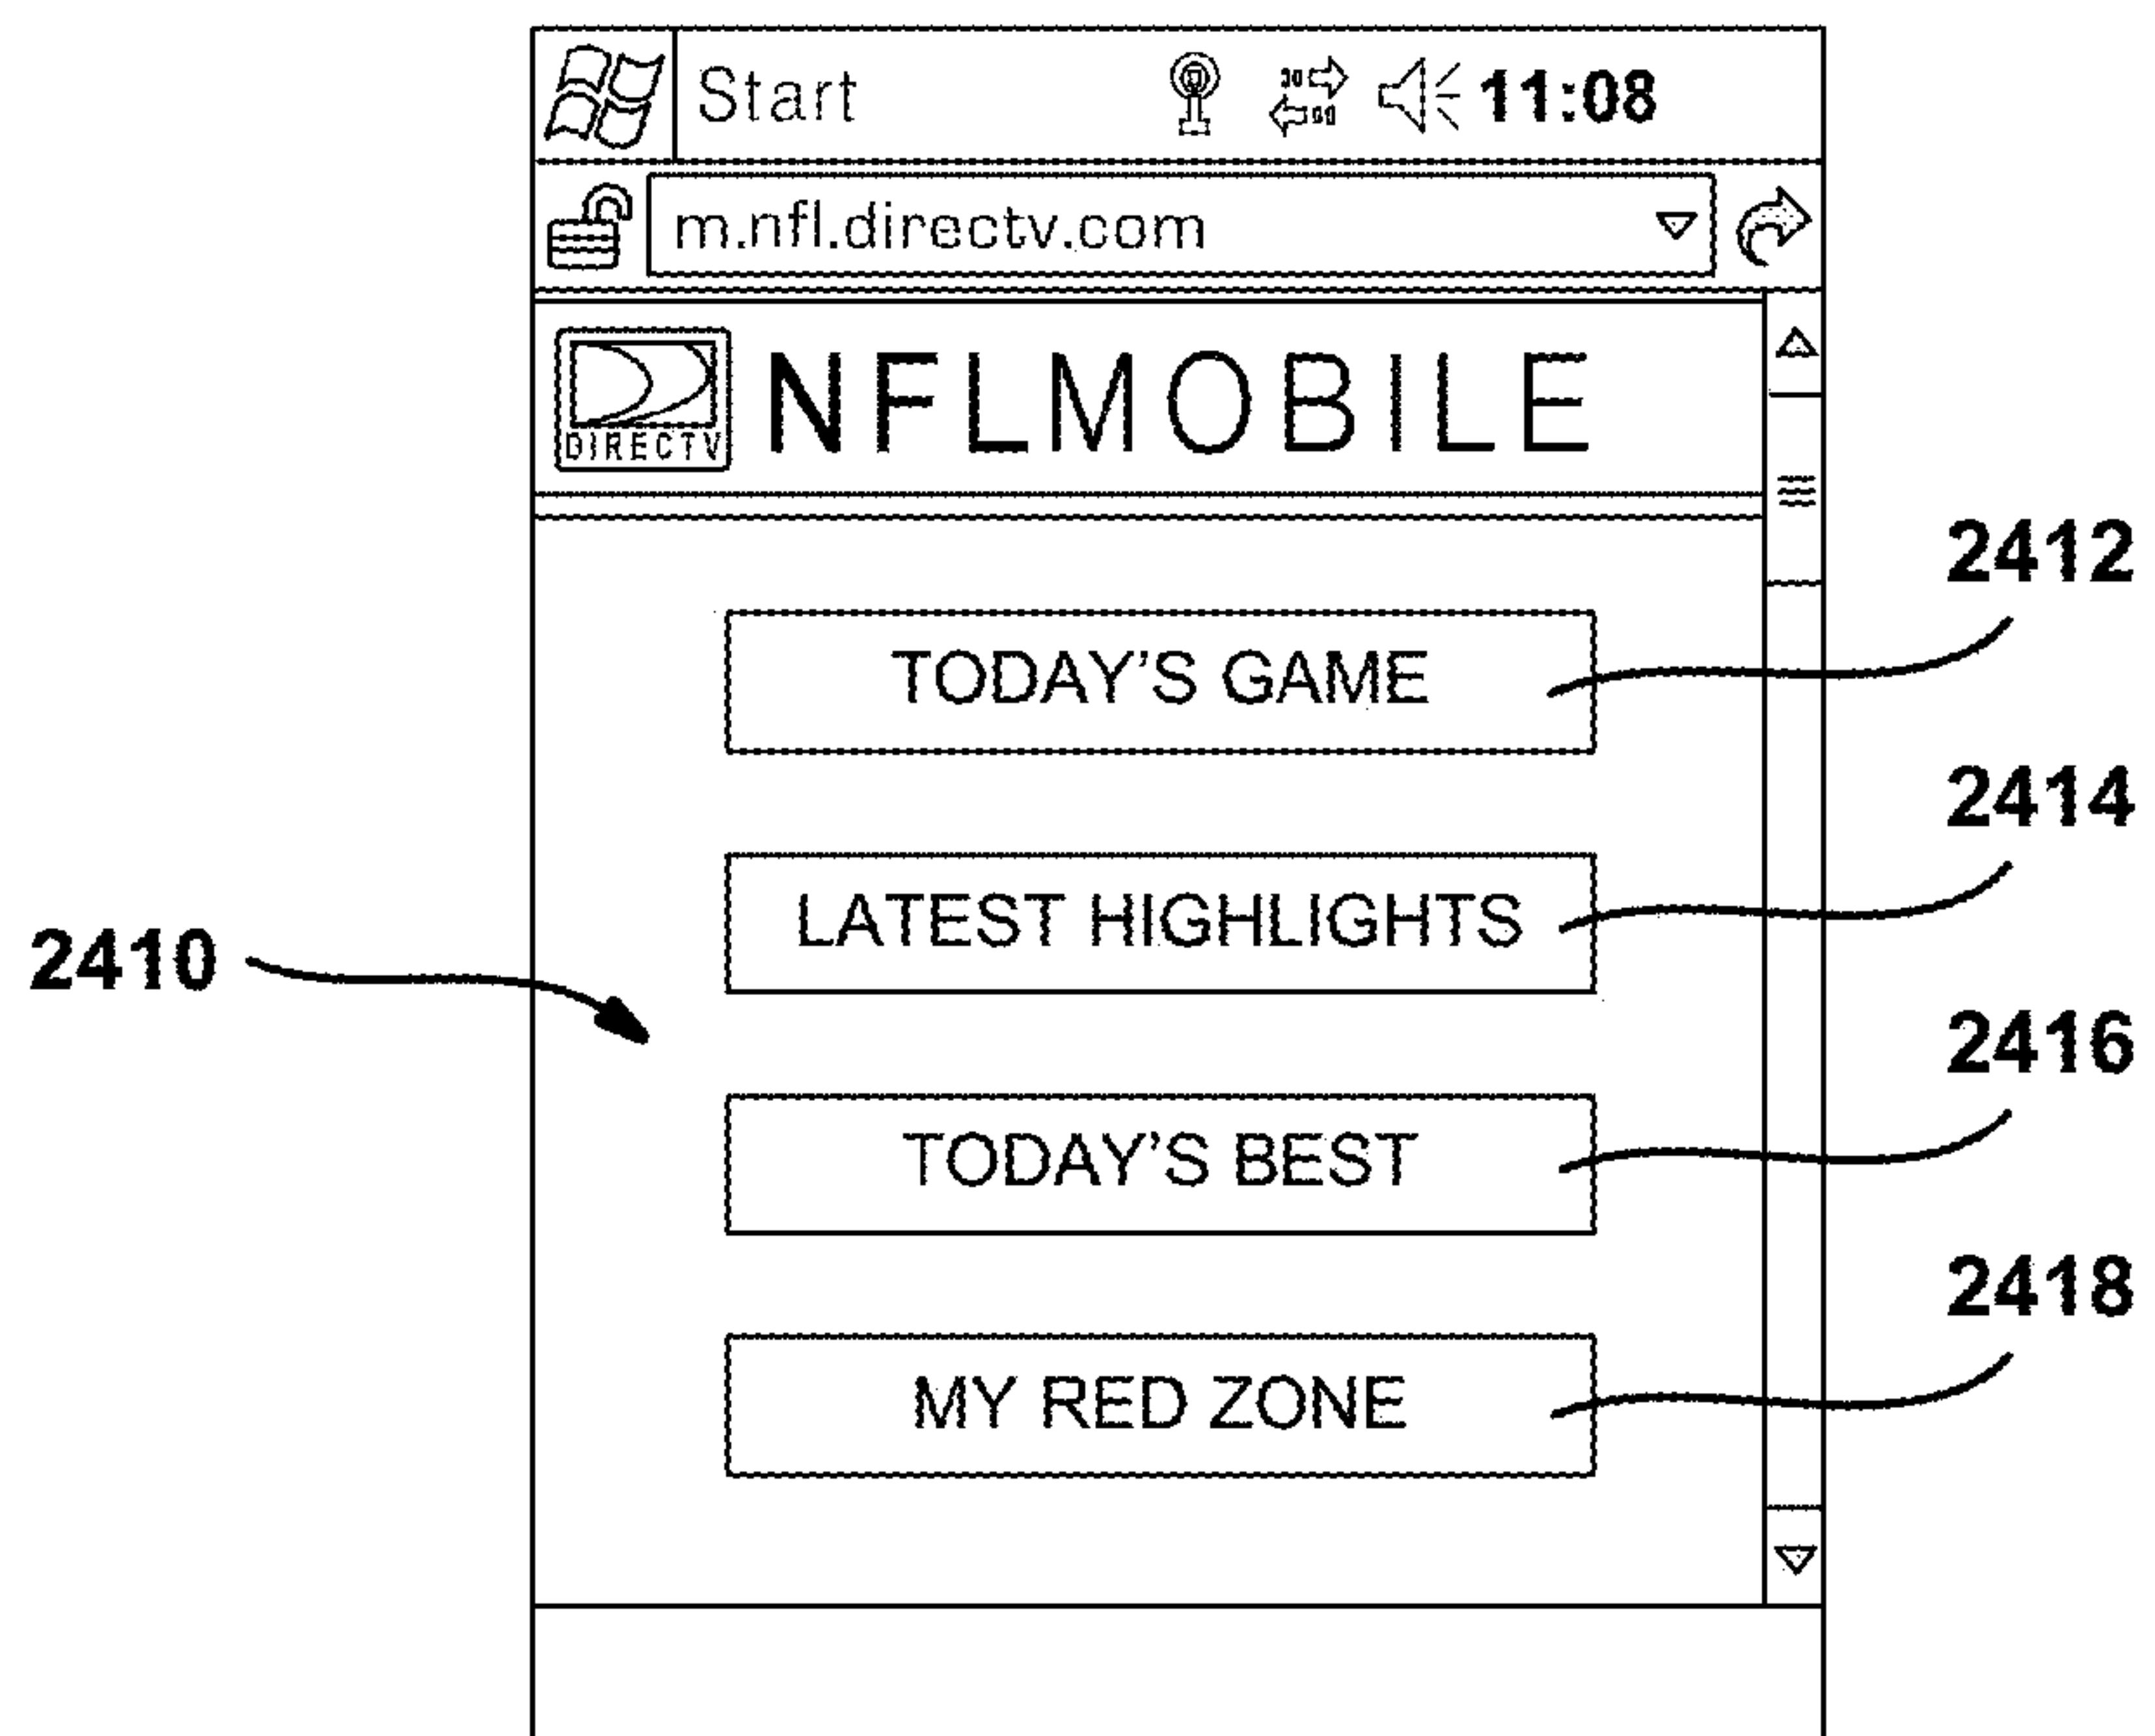 Start 11:08
m.nfl.directv.com
DIRECTV
NFLMOBILE
2412
TODAY'S GAME
2414
LATEST HIGHLIGHTS
2410
2416
TODAY'S BEST
2418
MY RED ZONE